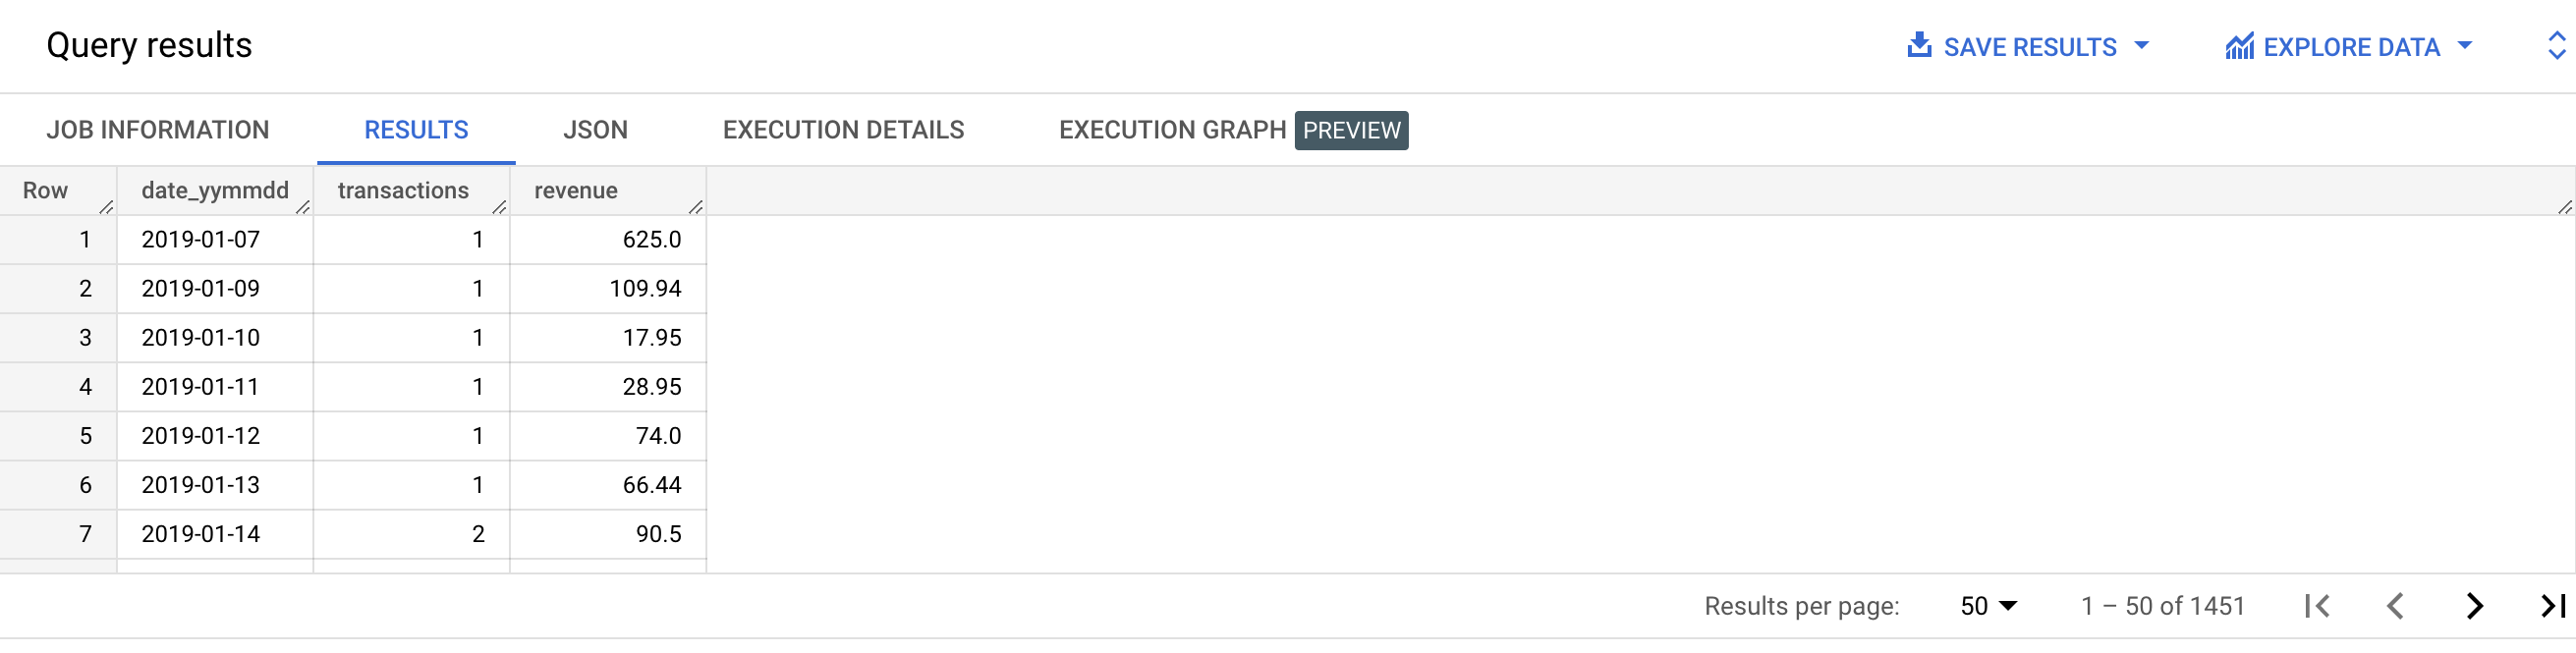 Query results SAVE RESULTS EXPLORE DATA
JOB INFORMATION RESULTS JSON EXECUTION DETAILS EXECUTION GRAPH PREVIEW
Row date_yymmdd transactions revenue
1 2019-01-07 1 625.0
2 2019-01-09 1 109.94
3 2019-01-10 1 17.95
4 2019-01-11 1 28.95
5 2019-01-12 1 74.0
6 2019-01-13 1 66.44
7 2019-01-14 2 90.5
Results per page: 50 1 – 50 of 1451